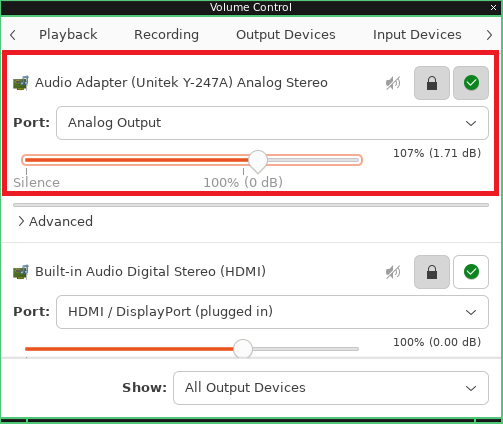 Volume Control
Playback Recording Output Devices Input Devices
Audio Adapter (Unitek Y-247A) Analog Stereo
Port: Analog Output
107% (1.71 dB)
Silence 100% (0 dB)
Advanced
Built-in Audio Digital Stereo (HDMI)
Port: HDMI / DisplayPort (plugged in)
100% (0.00 dB)
Show: All Output Devices